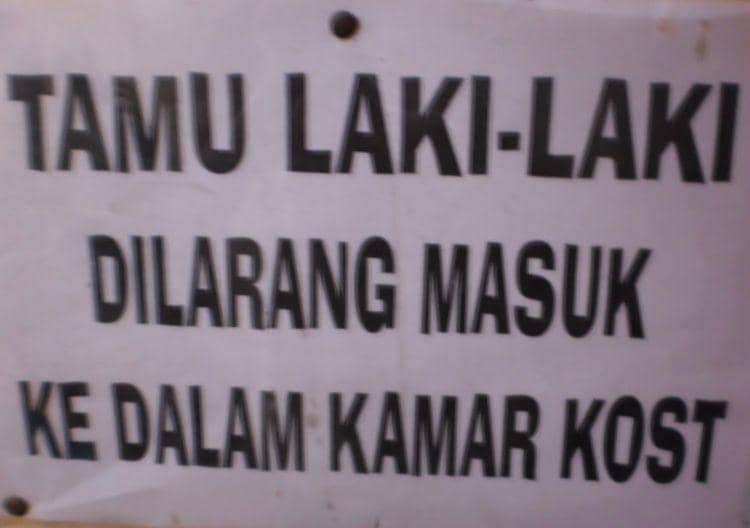 TAMU LAKI-LAKI
DILARANG MASUK
KE DALAM KAMAR KOST